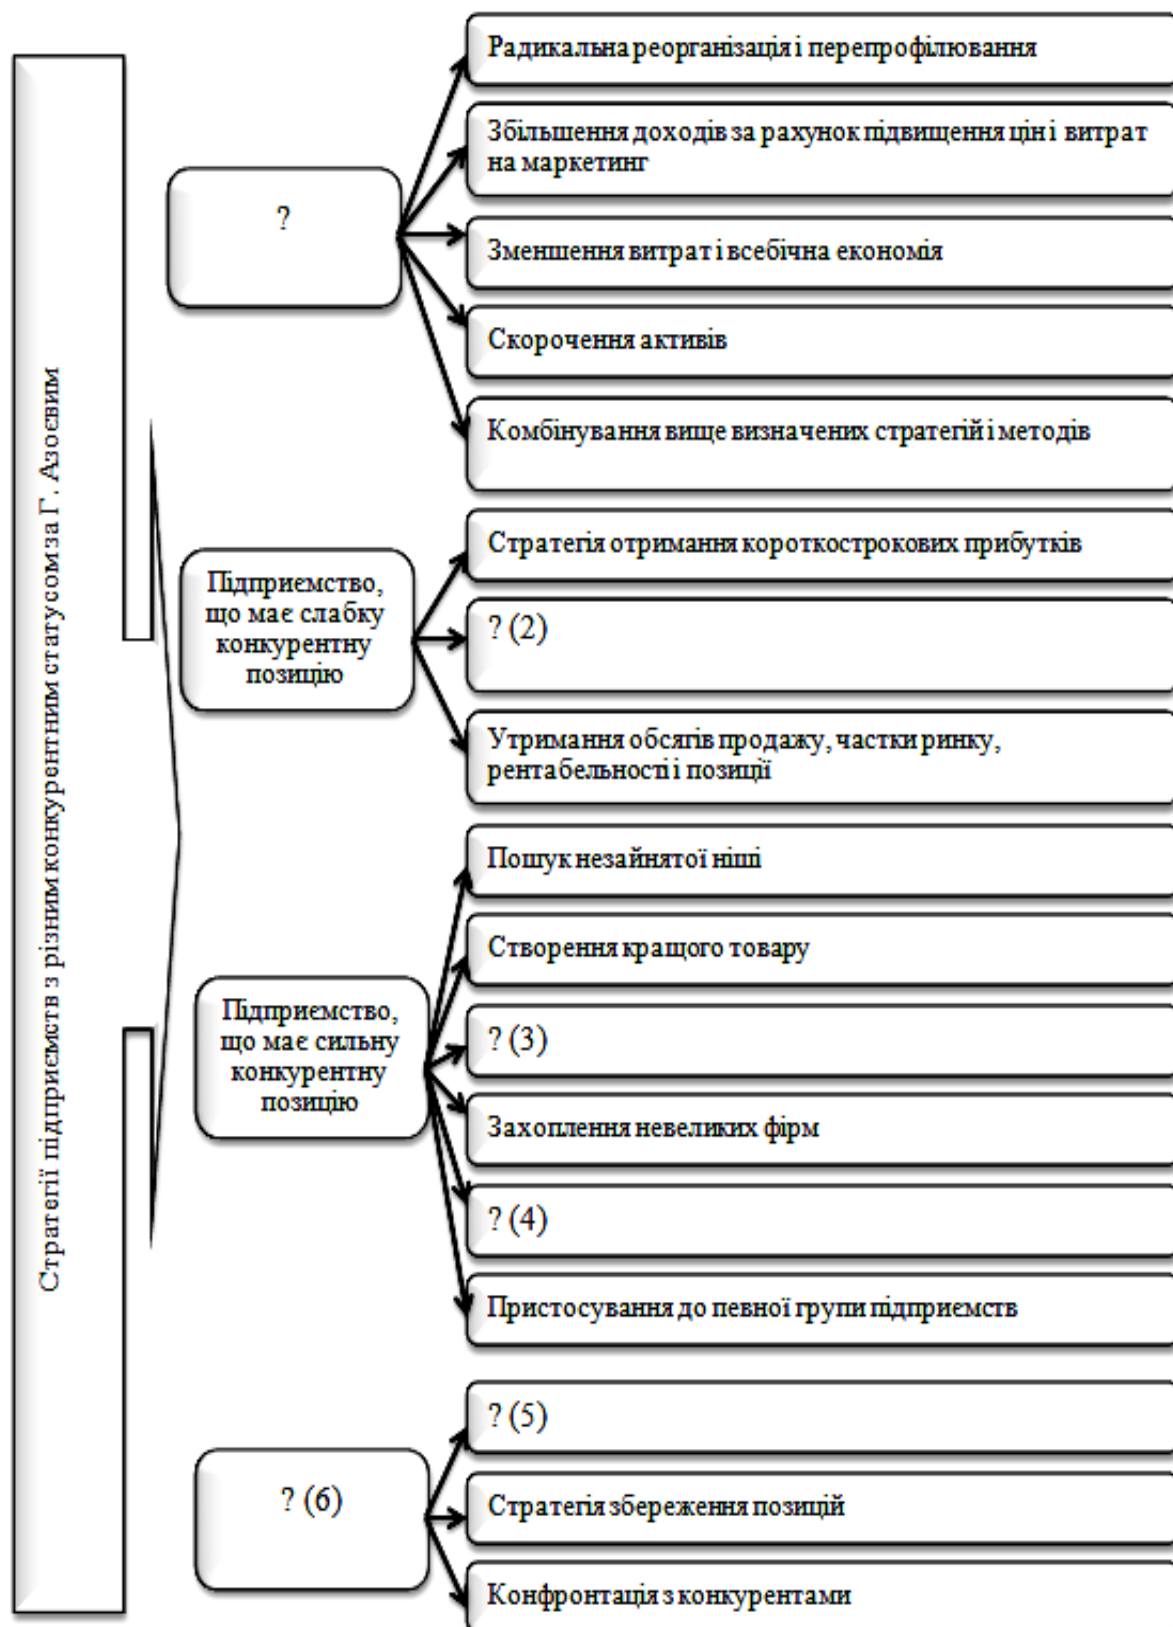 Стратегії підприємств з різним конкурентним статусом за Г. Азоєвим
?
Радикальна реорганізація і перепрофілювання
Збільшення доходів за рахунок підвищення цін і витрат
на маркетинг
Зменшення витрат і всебічна економія
Скорочення активів
Комбінування вище визначених стратегій і методів
Підприємство,
що має слабку
конкурентну
позицію
Стратегія отримання короткострокових прибутків
? (2)
Утримання обсягів продажу, частки ринку,
рентабельності і позиції
Підприємство,
що має сильну
конкурентну
позицію
Пошук незайнятої ніші
Створення кращого товару
? (3)
Захоплення невеликих фірм
? (4)
Пристосування до певної групи підприємств
? (6)
? (5)
Стратегія збереження позицій
Конфронтація з конкурентами